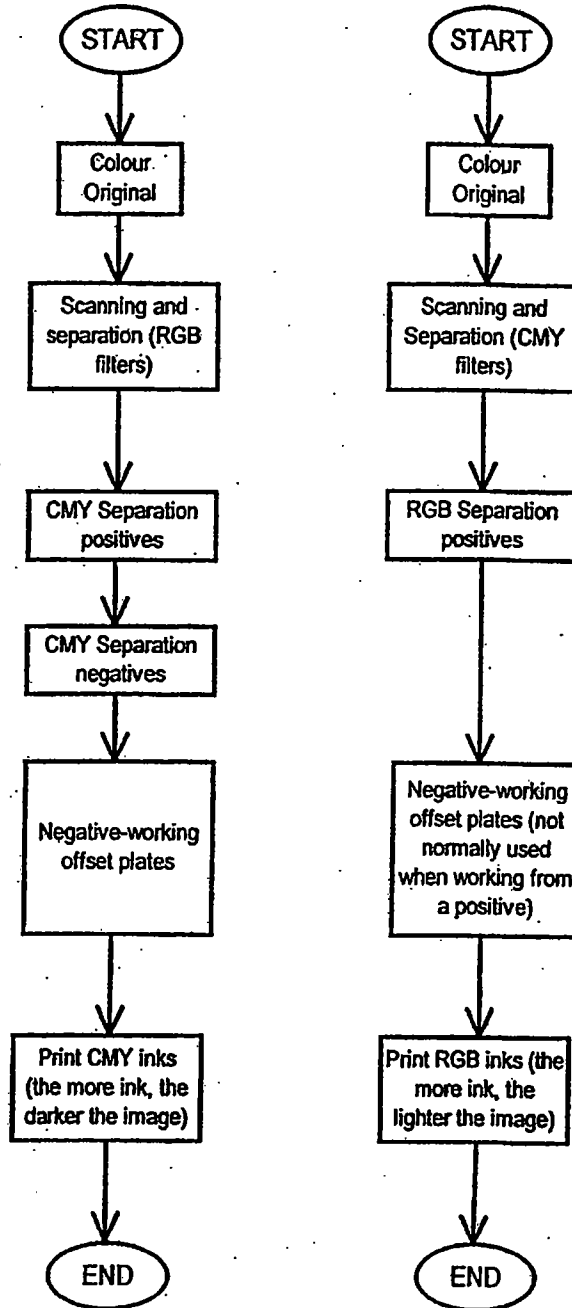 START
Colour
Original
Scanning and
separation (RGB
filters)
CMY Separation
positives
CMY Separation
negatives
Negative-working
offset plates
Print CMY inks
(the more ink, the
darker the image)
END
START
Colour
Original
Scanning and
Separation (CMY
filters)
RGB Separation
positives
Negative-working
offset plates (not
normally used
when working from
a positive)
Print RGB inks (the
more ink, the
lighter the image)
END